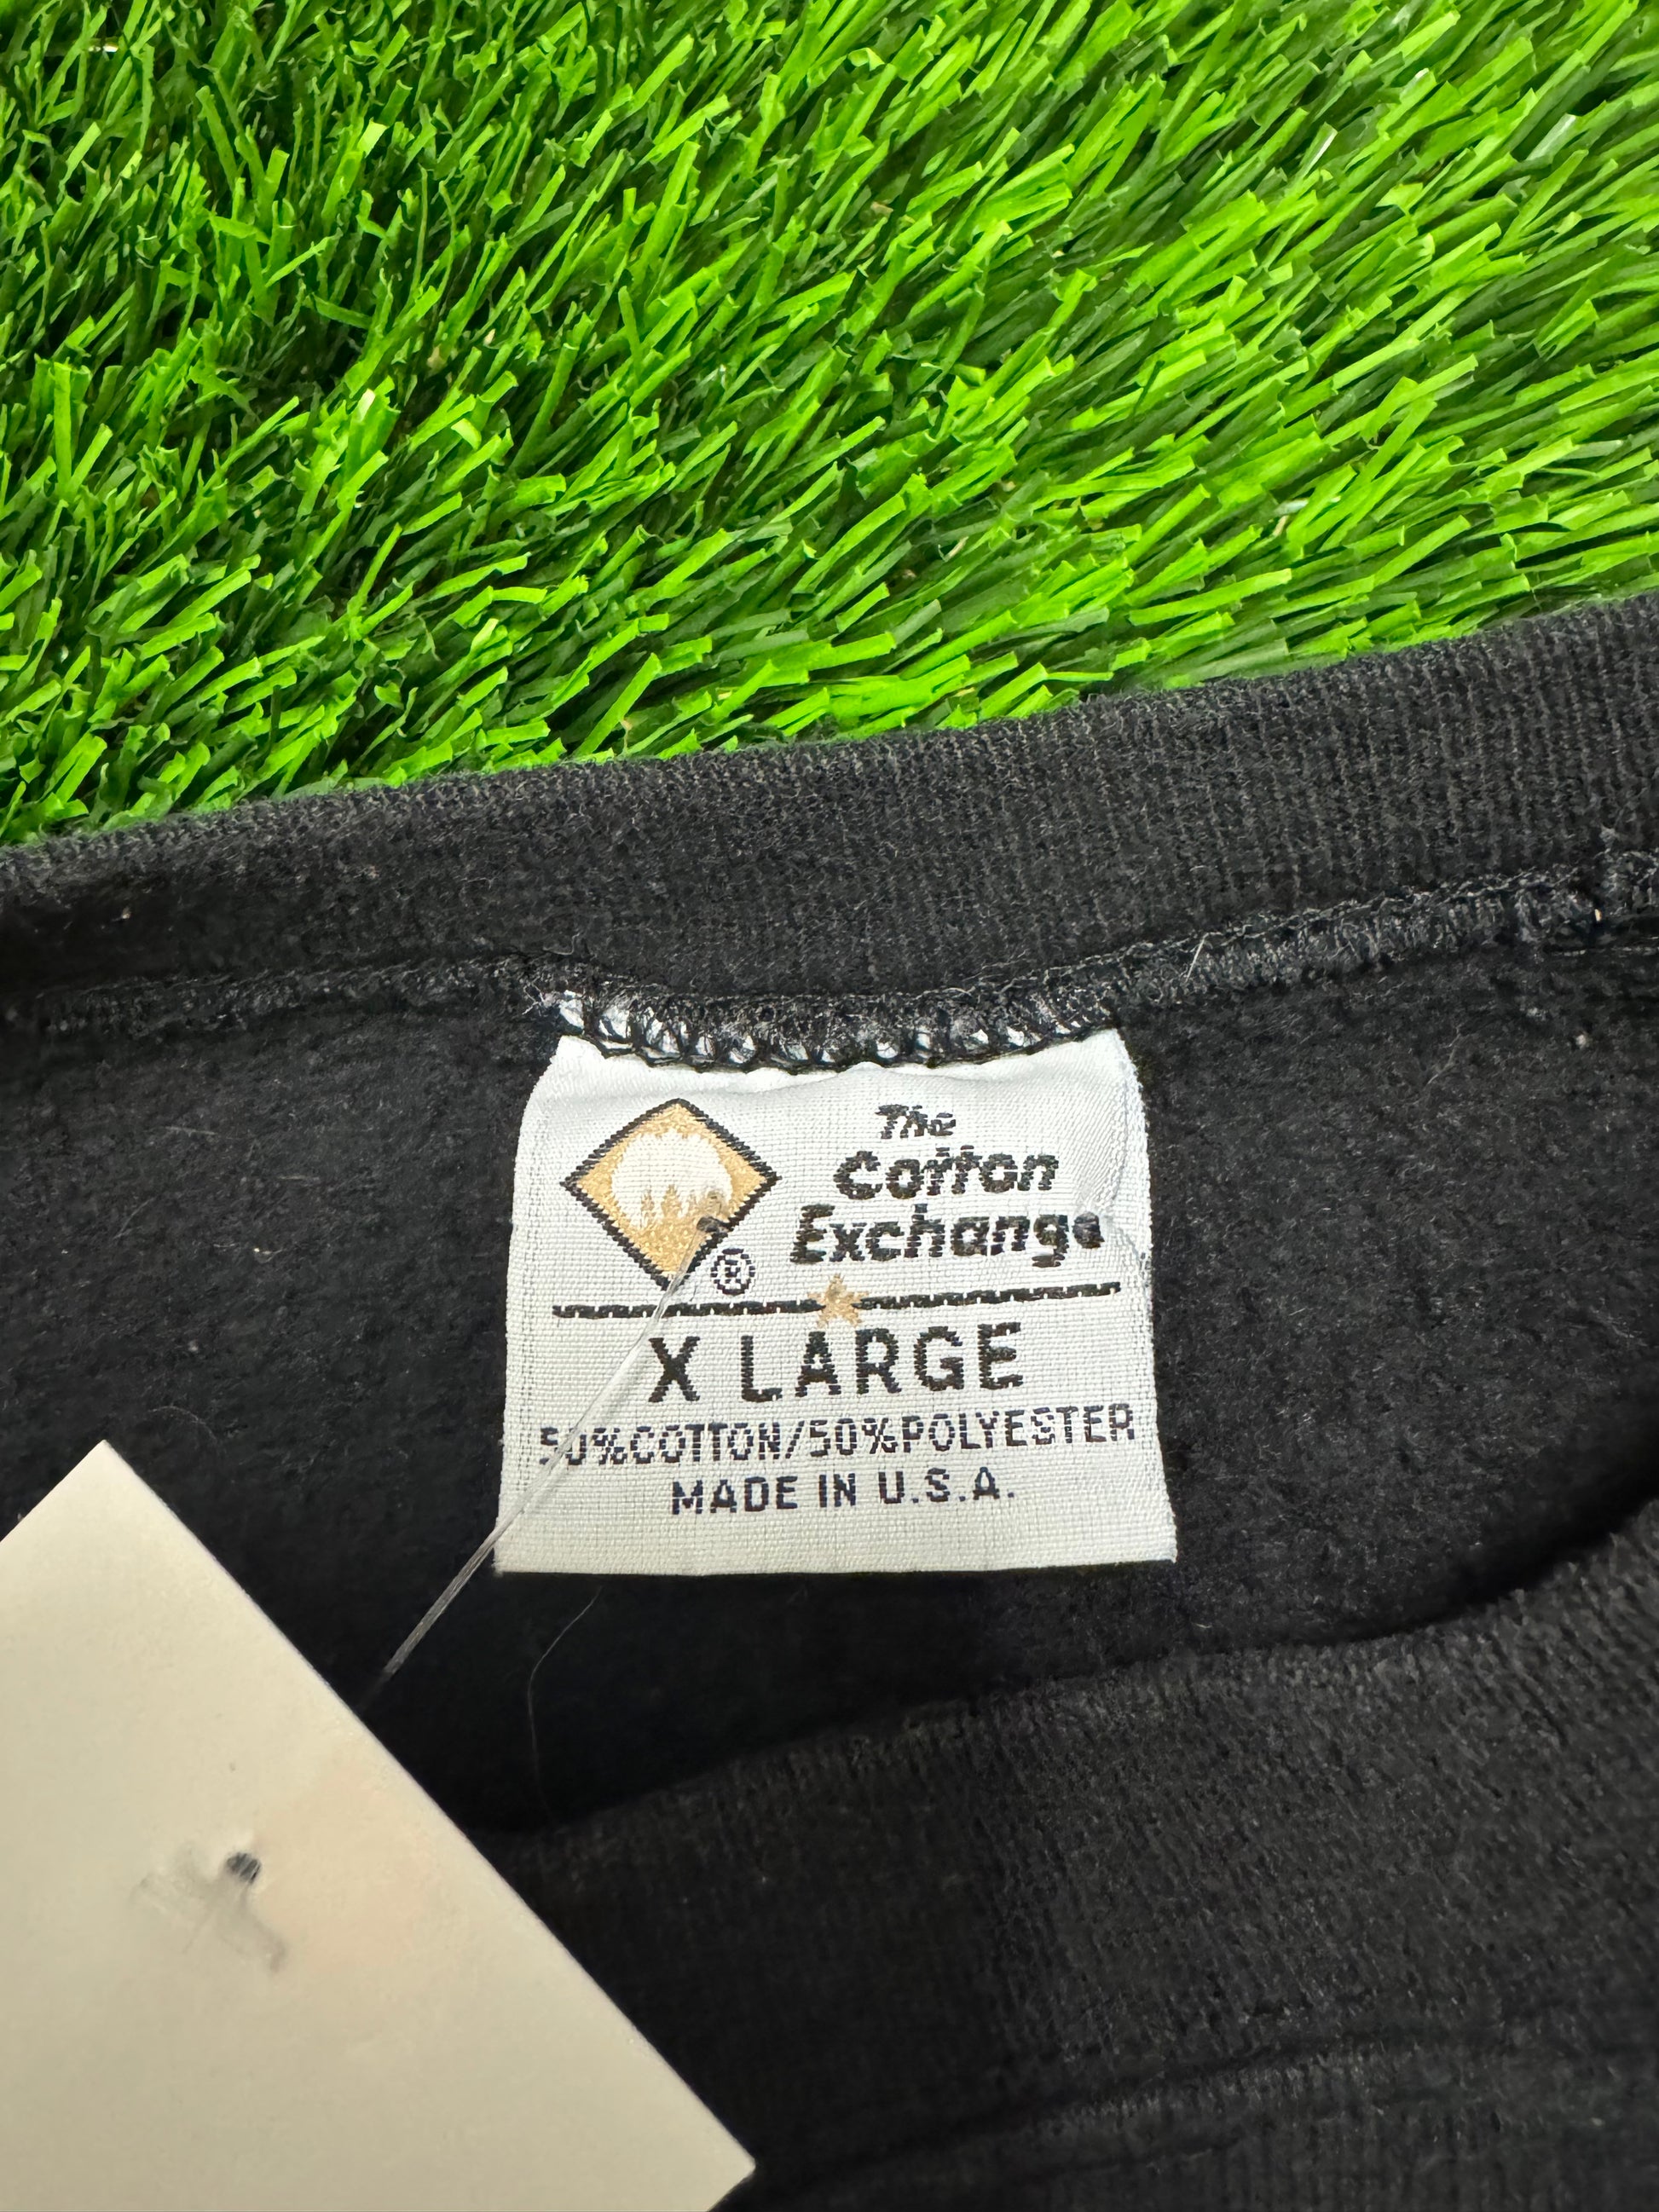 The
Cotton
Exchange
®
X LARGE
50%COTTON/50%POLYESTER
MADE IN U.S.A.